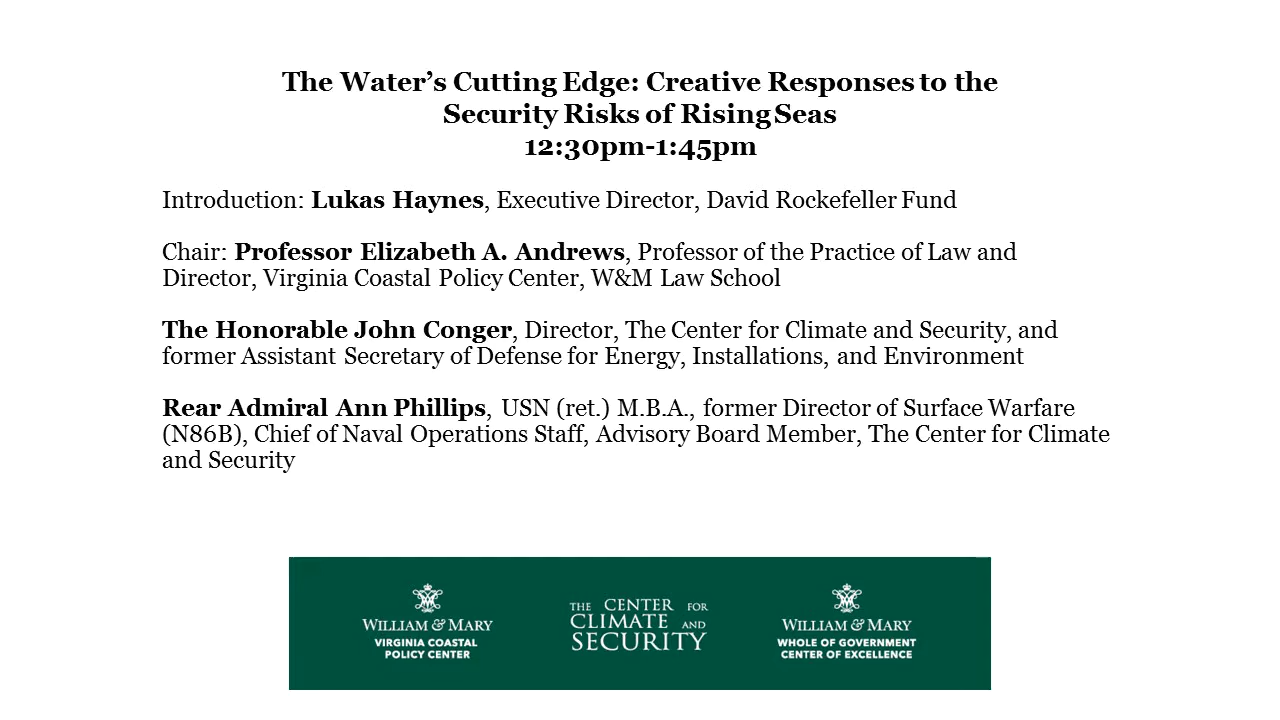 The Water’s Cutting Edge: Creative Responses to the
Security Risks of Rising Seas
12:30pm-1:45pm
Introduction: Lukas Haynes, Executive Director, David Rockefeller Fund
Chair: Professor Elizabeth A. Andrews, Professor of the Practice of Law and
Director, Virginia Coastal Policy Center, W&M Law School
The Honorable John Conger, Director, The Center for Climate and Security, and
former Assistant Secretary of Defense for Energy, Installations, and Environment
Rear Admiral Ann Phillips, USN (ret.) M.B.A., former Director of Surface Warfare
(N86B), Chief of Naval Operations Staff, Advisory Board Member, The Center for Climate
and Security
WILLIAM & MARY
VIRGINIA COASTAL
POLICY CENTER
THE CENTER FOR
CLIMATE AND
SECURITY
WILLIAM & MARY
WHOLE OF GOVERNMENT
CENTER OF EXCELLENCE